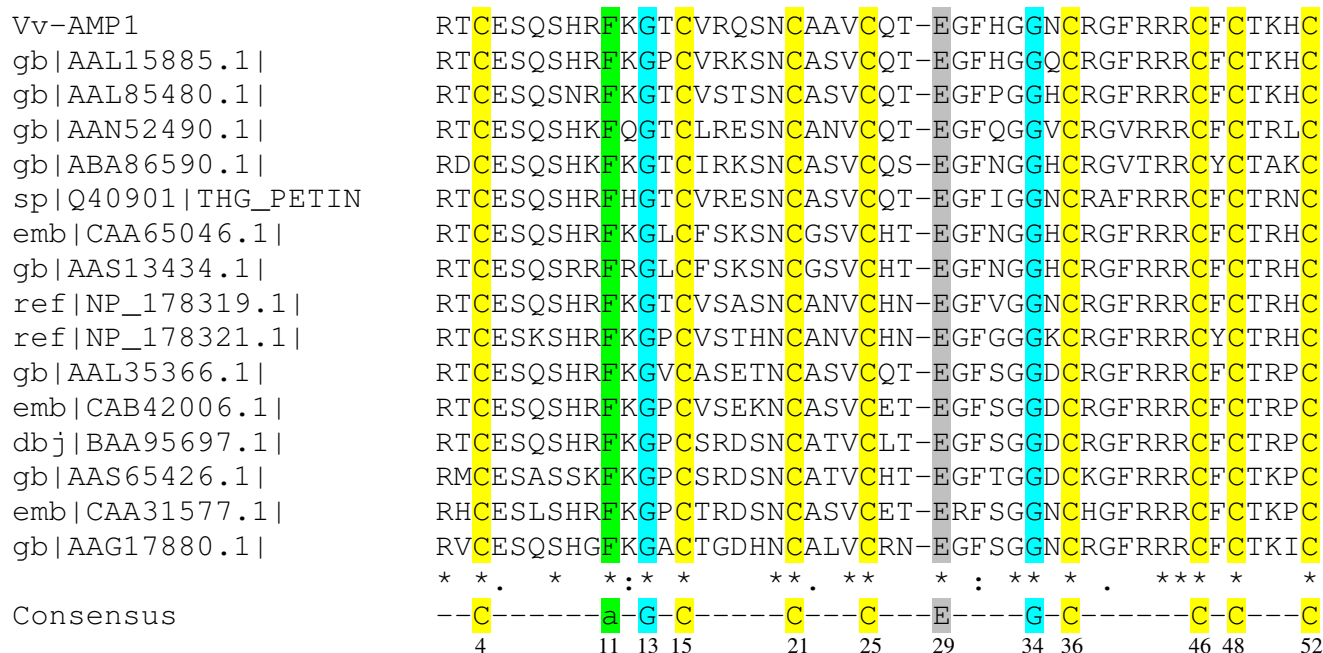 Vv-AMP1 RTCESQSHRFKGTCVRQSNCAAVCQT-EGFHGGNCRGFRRRCFCTKHC
gb|AAL15885.1| RTCESQSHRFKGPCVRKSNCASVCQT-EGFHGGQCRGFRRRCFCTKHC
gb|AAL85480.1| RTCESQSNRFKGTCVSTSNCASVCQT-EGFPGGHCRGFRRRCFCTKHC
gb|AAN52490.1| RTCESQSHKFQGTCLRESNCANVCQT-EGFQGGVCRGVRRRCFCTRLC
gb|ABA86590.1| RDCESQSHKFKGTCIRKSNCASVCQS-EGFNGGHCRGVTRRCYCTAKC
sp|Q40901|THG_PETIN RTCESQSHRFHGTCVRESNCASVCQT-EGFIGGNCRAFRRRCFCTRNC
emb|CAA65046.1| RTCESQSHRFKGLCFSKSNCGSVCHT-EGFNGGHCRGFRRRCFCTRHC
gb|AAS13434.1| RTCESQSRRFRGLCFSKSNCGSVCHT-EGFNGGHCRGFRRRCFCTRHC
ref|NP_178319.1| RTCESQSHRFKGTCVSASNCANVCHN-EGFVGGNCRGFRRRCFCTRHC
ref|NP_178321.1| RTCESKSHRFKGPCVSTHNCANVCHN-EGFGGGKCRGFRRRCYCTRHC
gb|AAL35366.1| RTCESQSHRFKGVCASETNCASVCQT-EGFSGGDCRGFRRRCFCTRPC
emb|CAB42006.1| RTCESQSHRFKGPCVSEKNCASVCET-EGFSGGDCRGFRRRCFCTRPC
dbj|BAA95697.1| RTCESQSHRFKGPCSRDSNCATVCLT-EGFSGGDCRGFRRRCFCTRPC
gb|AAS65426.1| RMCESASSKFKGPCSRDSNCATVCHT-EGFTGGDCKGFRRRCFCTKPC
emb|CAA31577.1| RHCESLSHRFKGPCTRDSNCASVCET-ERFSGGNCHGFRRRCFCTKPC
gb|AAG17880.1| RVCESQSHGFKGACTGDHNCALVCRN-EGFSGGNCRGFRRRCFCTKIC
* *.  *  *:* *    **. **   * : ** * .  *** *   *
Consensus --C------a-G-C-----C---C---E----G-C------C-C---C
4 11 13 15 21 25 29 34 36 46 48 52